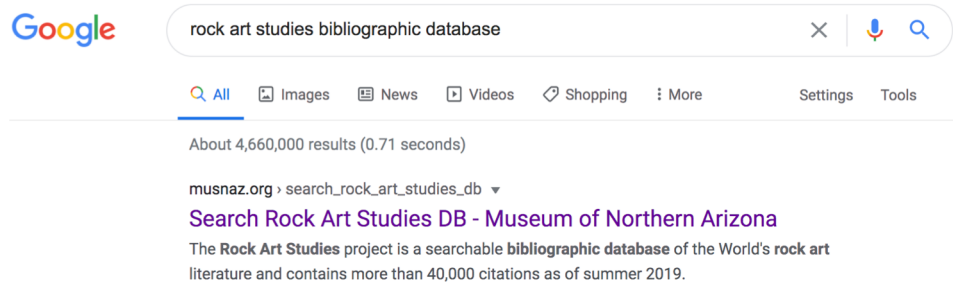 Google
rock art studies bibliographic database
All Images News Videos Shopping More Settings Tools
About 4,660,000 results (0.71 seconds)
musnaz.org › search_rock_art_studies_db
Search Rock Art Studies DB - Museum of Northern Arizona
The Rock Art Studies project is a searchable bibliographic database of the World's rock art
literature and contains more than 40,000 citations as of summer 2019.